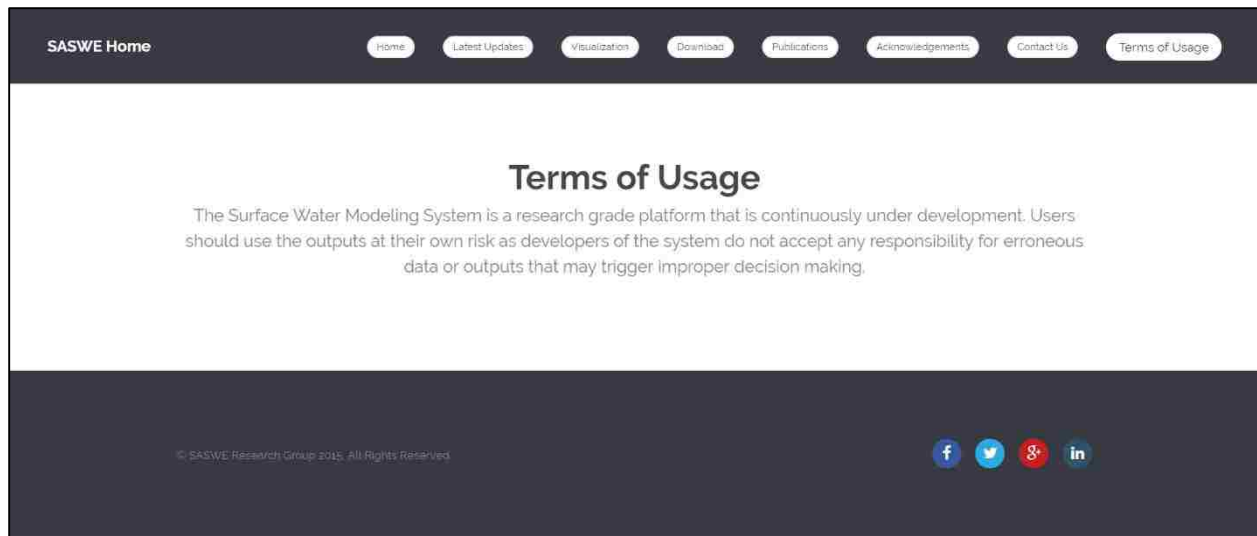 SASWE Home
Home
Latest Updates
Visualization
Download
Publications
Acknowledgements
Contact Us
Terms of Usage
Terms of Usage
The Surface Water Modeling System is a research grade platform that is continuously under development. Users
should use the outputs at their own risk as developers of the system do not accept any responsibility for erroneous
data or outputs that may trigger improper decision making.
© SASWE Research Group 2015, All Rights Reserved
f
8+
in